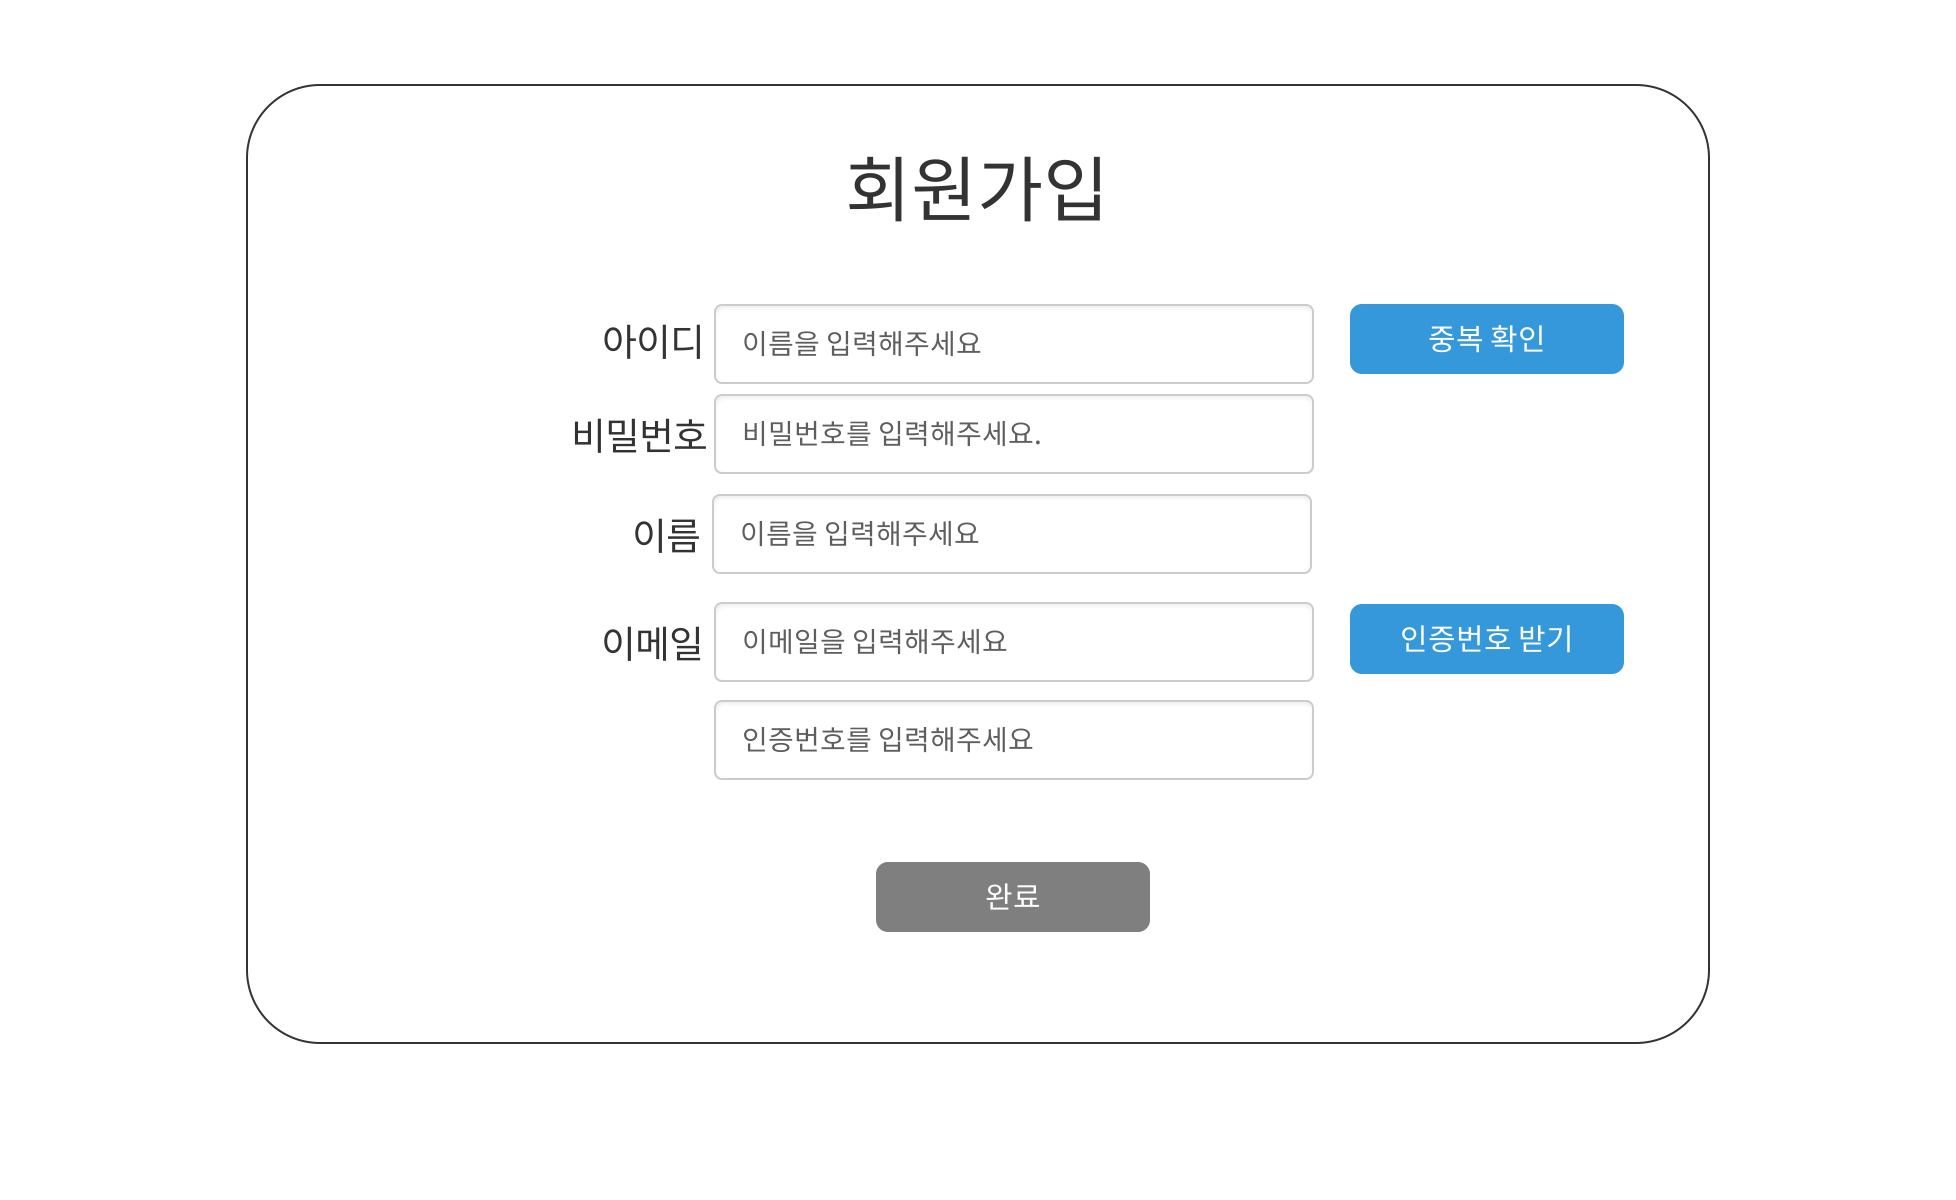 회원가입
아이디 이름을 입력해주세요 중복 확인
비밀번호 비밀번호를 입력해주세요.
이름 이름을 입력해주세요
이메일 이메일을 입력해주세요 인증번호 받기
인증번호를 입력해주세요
완료